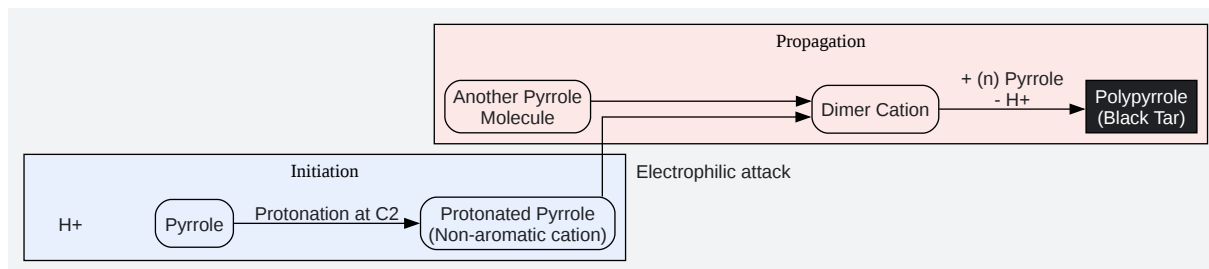 Propagation
Another Pyrrole
Molecule
Dimer Cation
+ (n) Pyrrole
- H+
Polypyrrole
(Black Tar)
Initiation
Electrophilic attack
H+
Pyrrole
Protonation at C2
Protonated Pyrrole
(Non-aromatic cation)